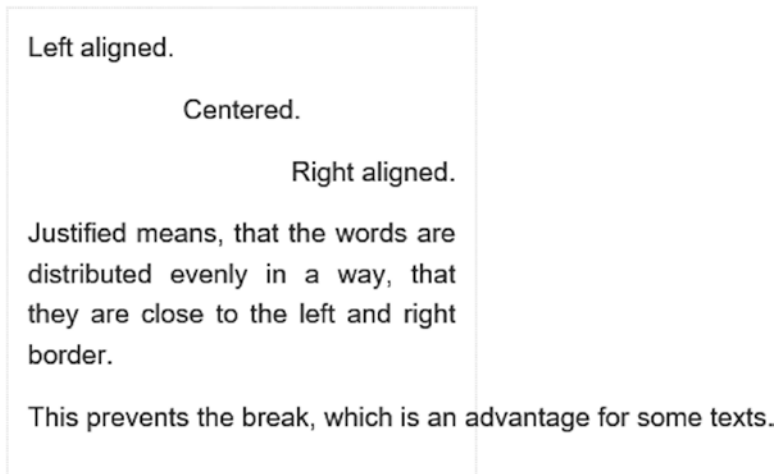 Left aligned.
Centered.
Right aligned.
Justified means, that the words are
distributed evenly in a way, that
they are close to the left and right
border.
This prevents the break, which is an advantage for some texts.